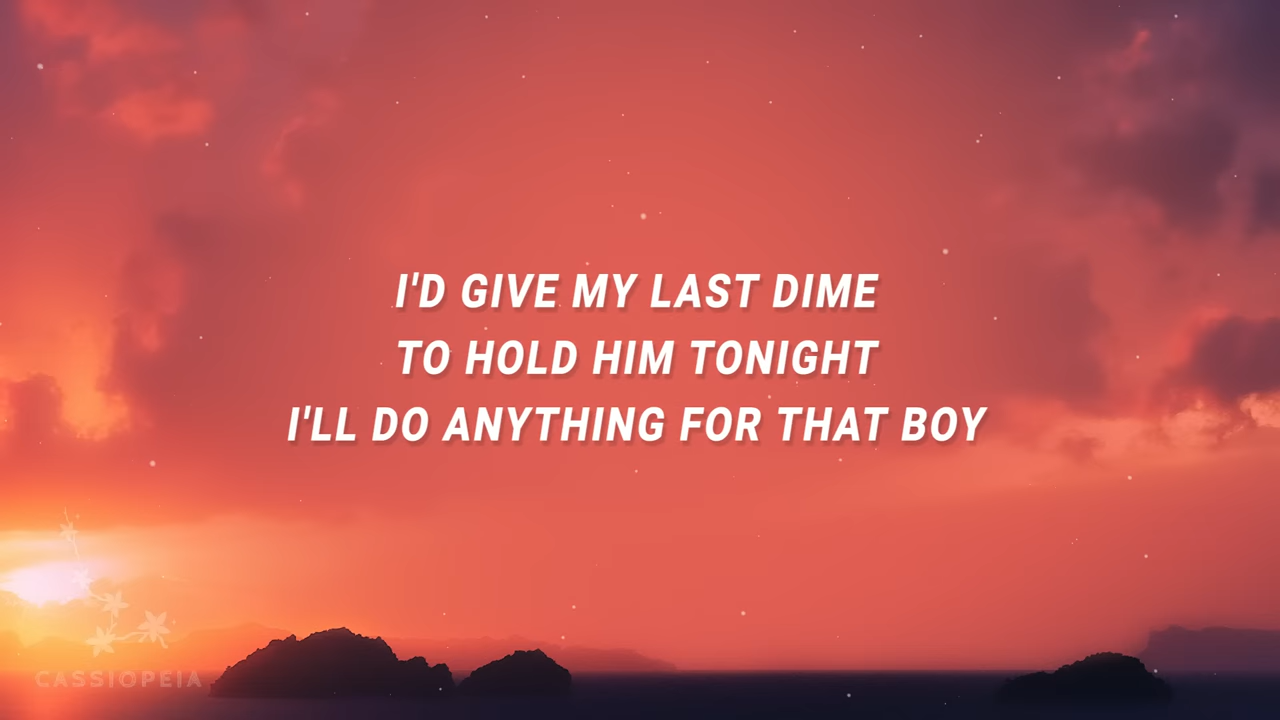 I'D GIVE MY LAST DIME
TO HOLD HIM TONIGHT
I'LL DO ANYTHING FOR THAT BOY
CASSIOPEIA